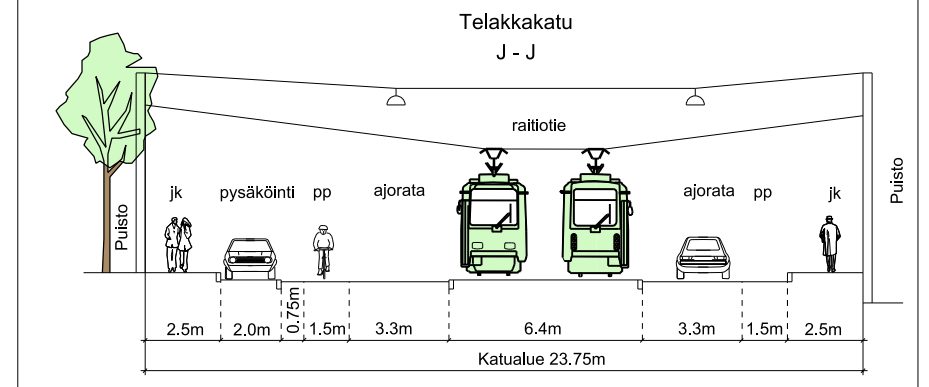 Telakkakatu
J - J
raitiotie
jk pysäköinti pp ajorata ajorata pp jk
Puisto
Puisto
2.5m 2.0m 0.75m 1.5m 3.3m 6.4m 3.3m 1.5m 2.5m
Katualue 23.75m